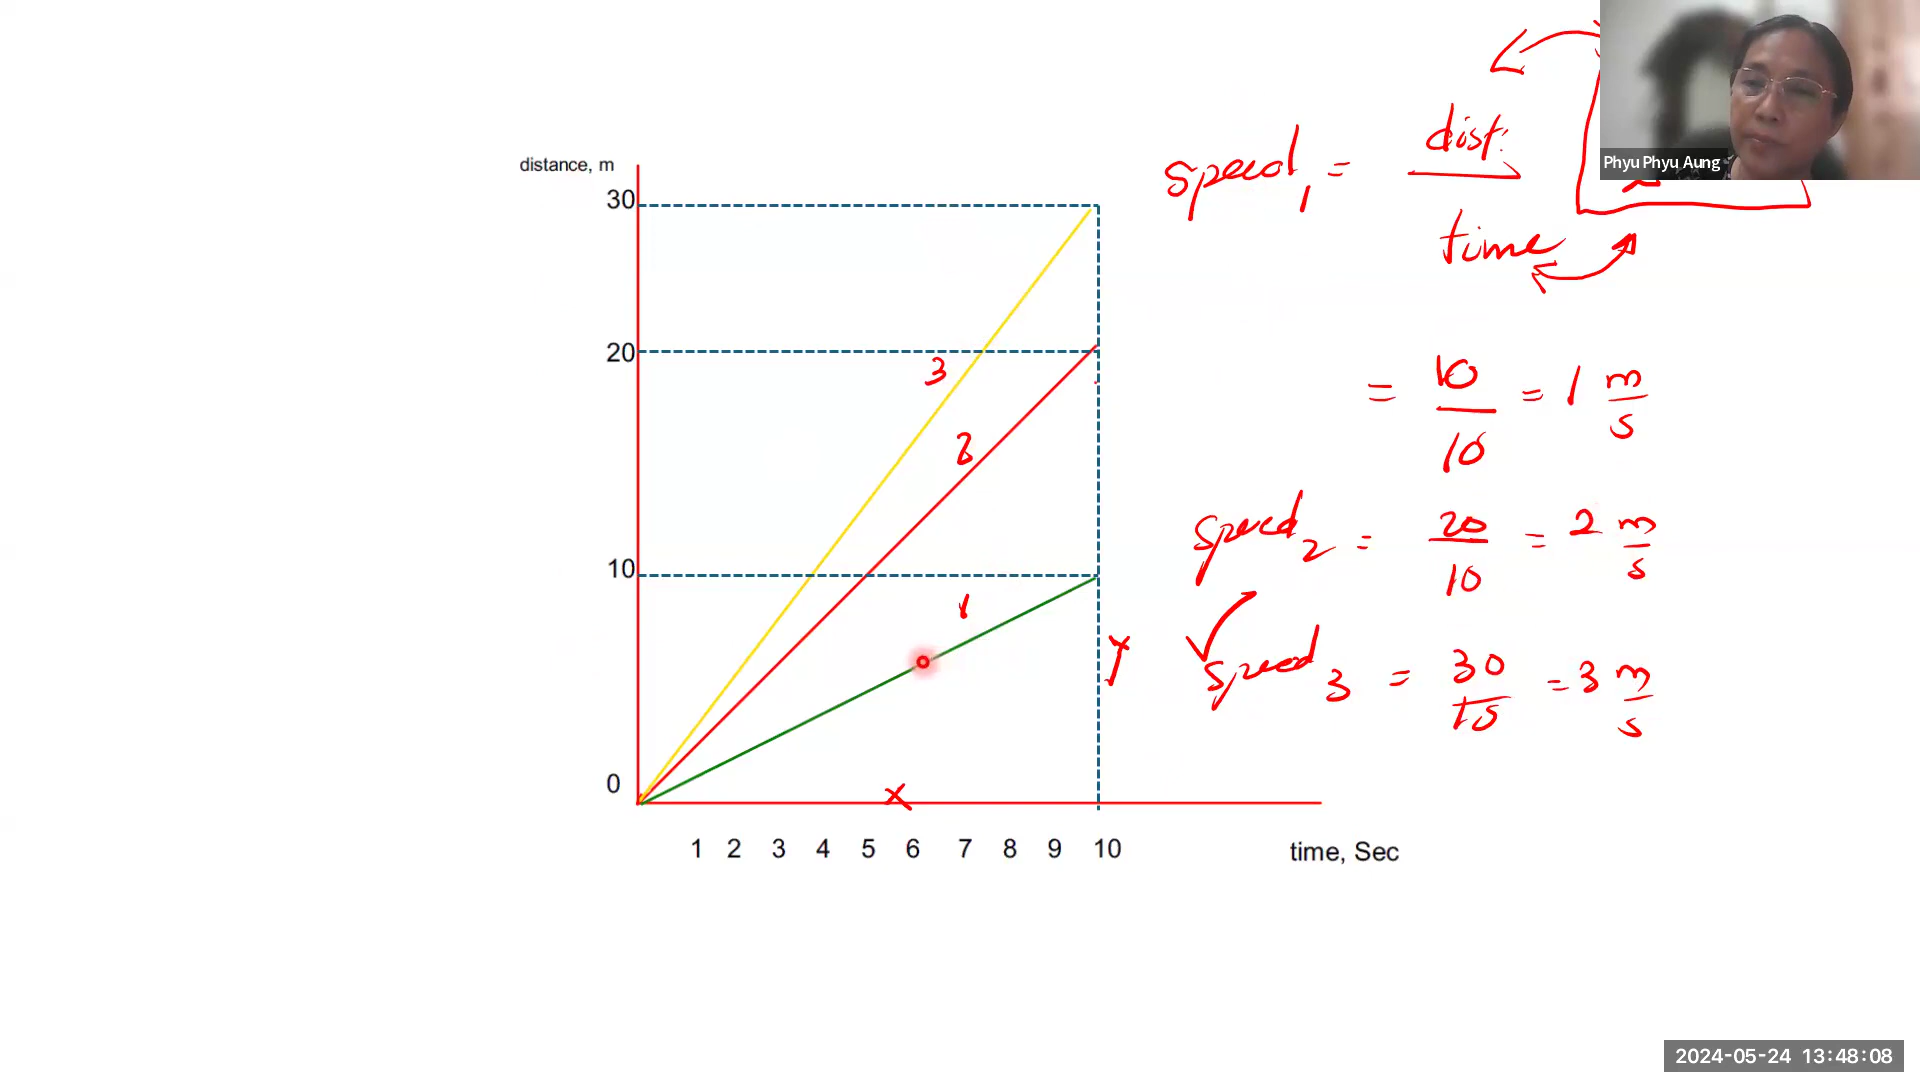 Phyu Phyu Aung
distance, m
30
20
10
0
1 2 3 4 5 6 7 8 9 10
time, Sec
3
2
1
x
y
speed1 = dist. / time
= 10/10 = 1 m/s
speed2 = 20/10 = 2 m/s
speed3 = 30/10 = 3 m/s
2024-05-24 13:48:08